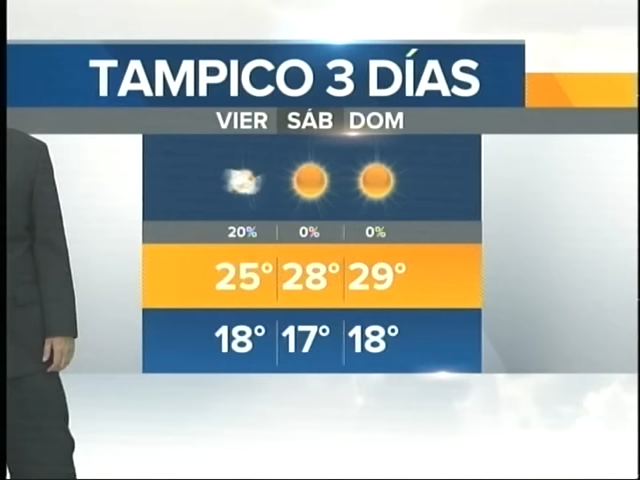 TAMPICO 3 DÍAS
VIER SÁB DOM
20% 0% 0%
25° 28° 29°
18° 17° 18°